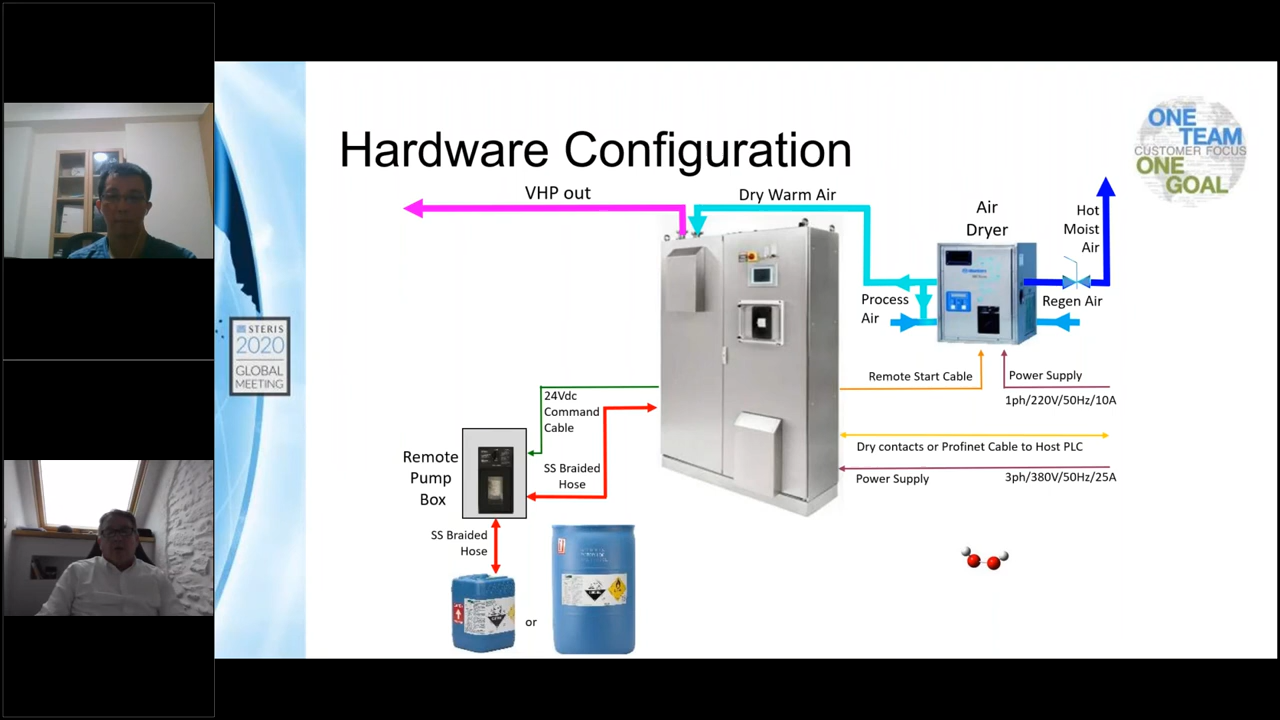 Hardware Configuration
ONE
TEAM
CUSTOMER FOCUS
ONE
GOAL
VHP out
Dry Warm Air
Air
Dryer
Hot
Moist
Air
Process
Air
Regen Air
STERIS
2020
GLOBAL
MEETING
Remote Start Cable
Power Supply
1ph/220V/50Hz/10A
24Vdc
Command
Cable
Dry contacts or Profinet Cable to Host PLC
Remote
Pump
Box
SS Braided
Hose
Power Supply
3ph/380V/50Hz/25A
SS Braided
Hose
or